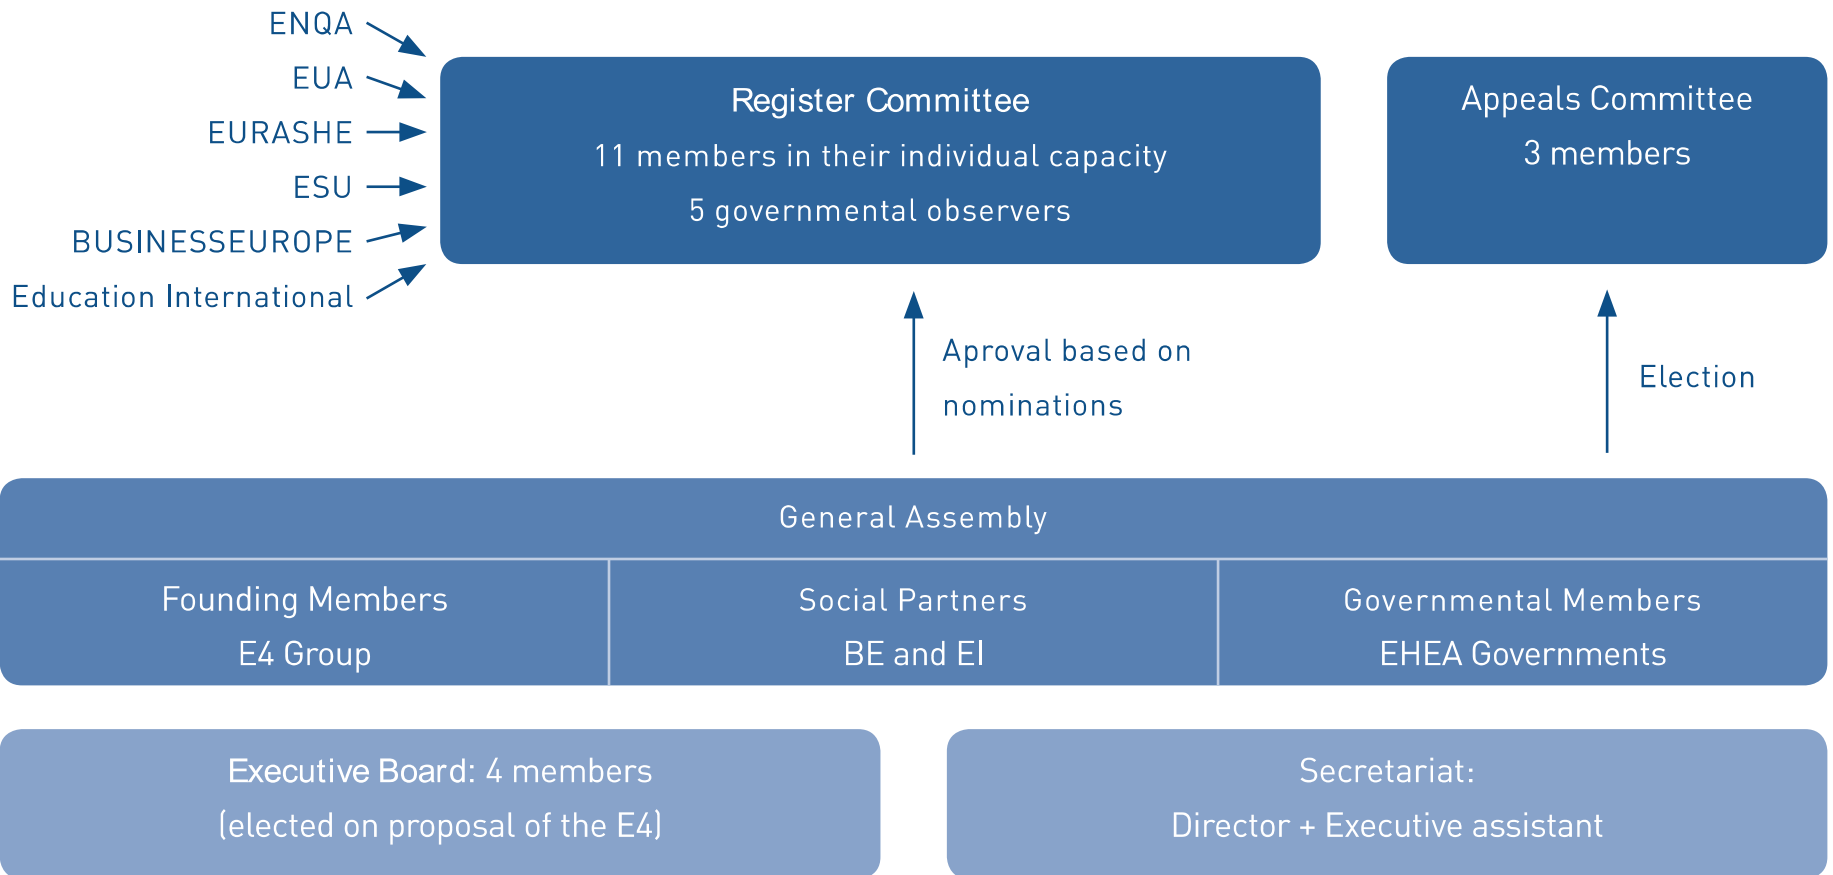 ENQA
EUA
EURASHE
ESU
BUSINESSEUROPE
Education International
Register Committee
11 members in their individual capacity
5 governmental observers
Appeals Committee
3 members
Aproval based on
nominations
Election
General Assembly
Founding Members
E4 Group
Social Partners
BE and EI
Governmental Members
EHEA Governments
Executive Board: 4 members
(elected on proposal of the E4)
Secretariat:
Director + Executive assistant